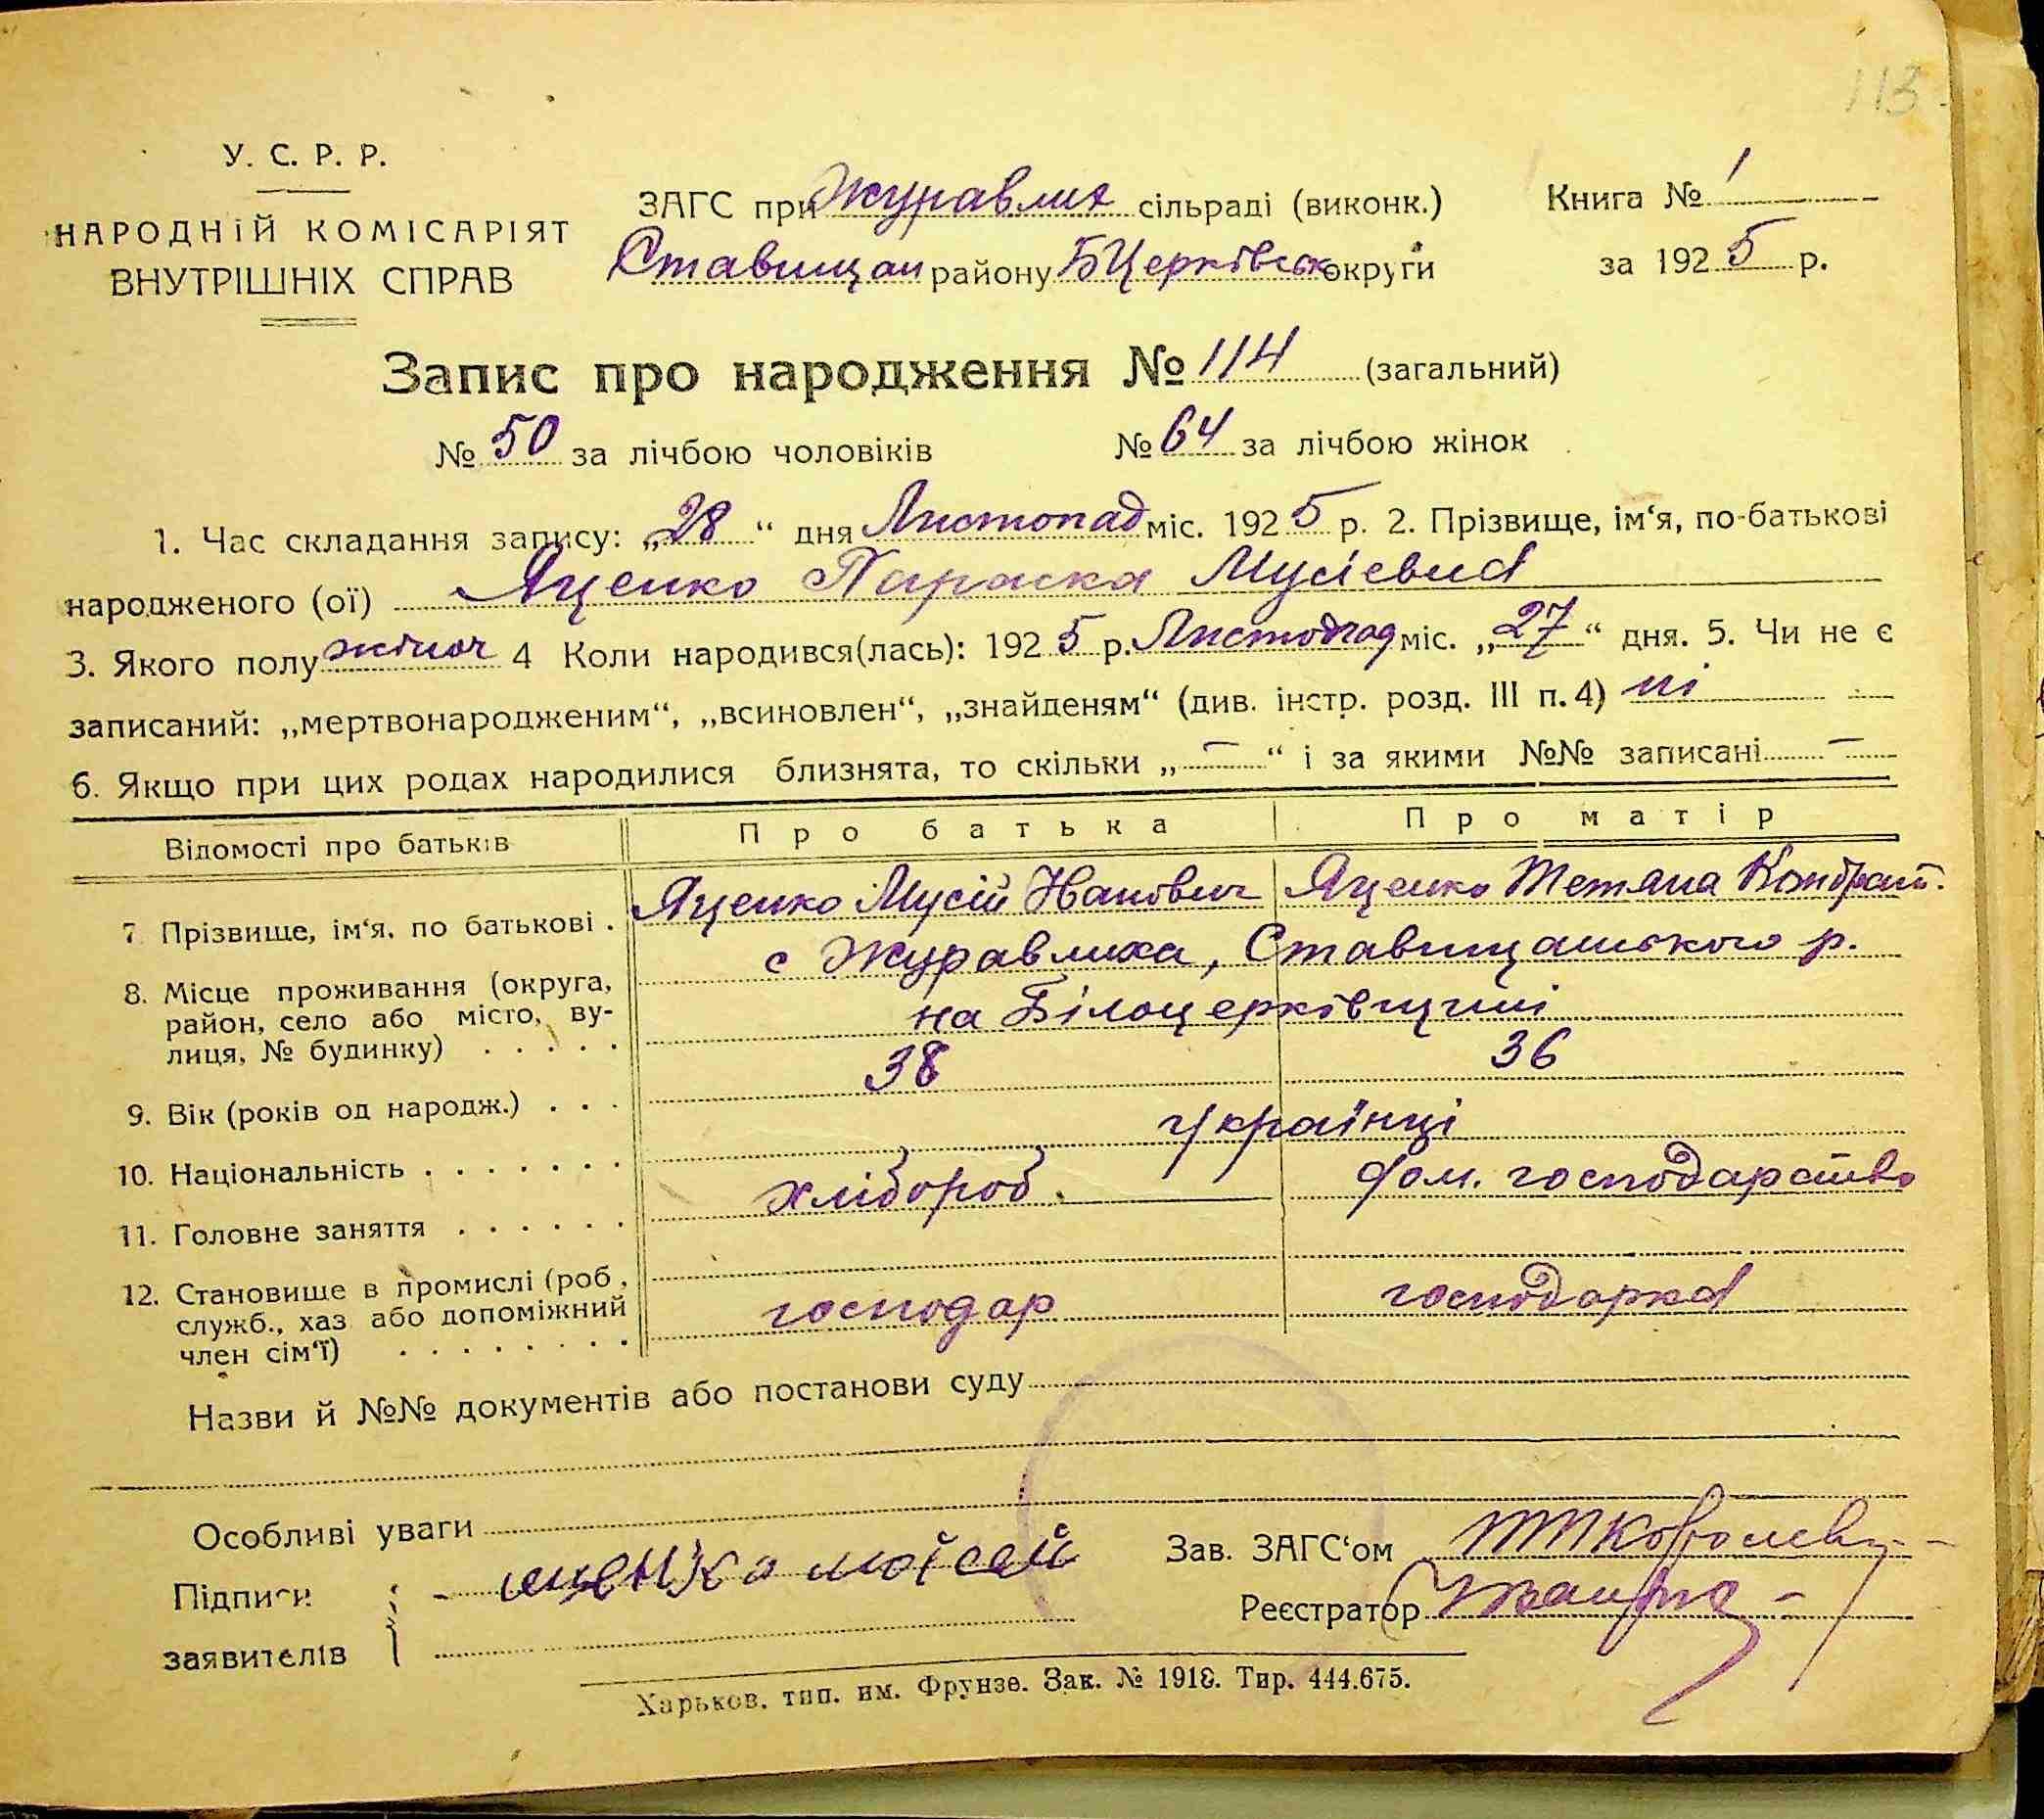 113
У. С. Р. Р.
НАРОДНІЙ КОМІСАРІЯТ
ВНУТРІШНІХ СПРАВ
ЗАГС при Журавлих сільраді (виконк.)
Ставищан району БЦерківськ округи
Книга № 1
за 1925 р.
Запис про народження № 114 (загальний)
№ 50 за лічбою чоловіків № 64 за лічбою жінок
1. Час складання запису: „28“ дня Листопад міс. 1925 р. 2. Прізвище, ім‘я, по-батькові
народженого (ої) Яценко Параска Мусіевна
3. Якого полу жіноч 4 Коли народився(лась): 1925 р. Листопад міс. „27“ дня. 5. Чи не є
записаний: „мертвонародженим“, „всиновлен“, „знайденям“ (див. інстр. розд. III п. 4) ні
6. Якщо при цих родах народилися близнята, то скільки „—“ і за якими №№ записані —
Відомості про батьків Про батька Про матір
7 Прізвище, ім‘я, по батькові . Яценко Мусій Іванович Яценко Тетяна Кондрат.
8. Місце проживання (округа, район, село або місто, ву-
лиця, № будинку) . . . . .
с Журавлиха, Ставищанського р.
на Білоцерківщині
9. Вік (років од народж.) . . . 38 36
10. Національність . . . . . . . українці
11. Головне заняття . . . . . . хлібороб. дом. господарство
12. Становище в промислі (роб., служб., хаз або допоміжний
член сім‘ї) . . . . . . . .
господар господарка
Назви й №№ документів або постанови суду
Особливі уваги
Підписи
заявителів
яценко моісей
Зав. ЗАГС‘ом
Реєстратор
Харьков, тип. им. Фрунзе. Зак. № 1918. Тир. 444.675.